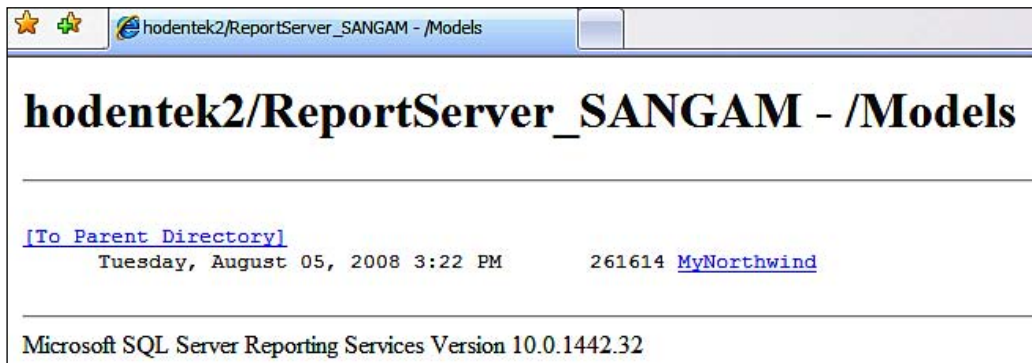 hodentek2/ReportServer_SANGAM - /Models
hodentek2/ReportServer_SANGAM - /Models
[To Parent Directory]
Tuesday, August 05, 2008 3:22 PM 261614 MyNorthwind
Microsoft SQL Server Reporting Services Version 10.0.1442.32